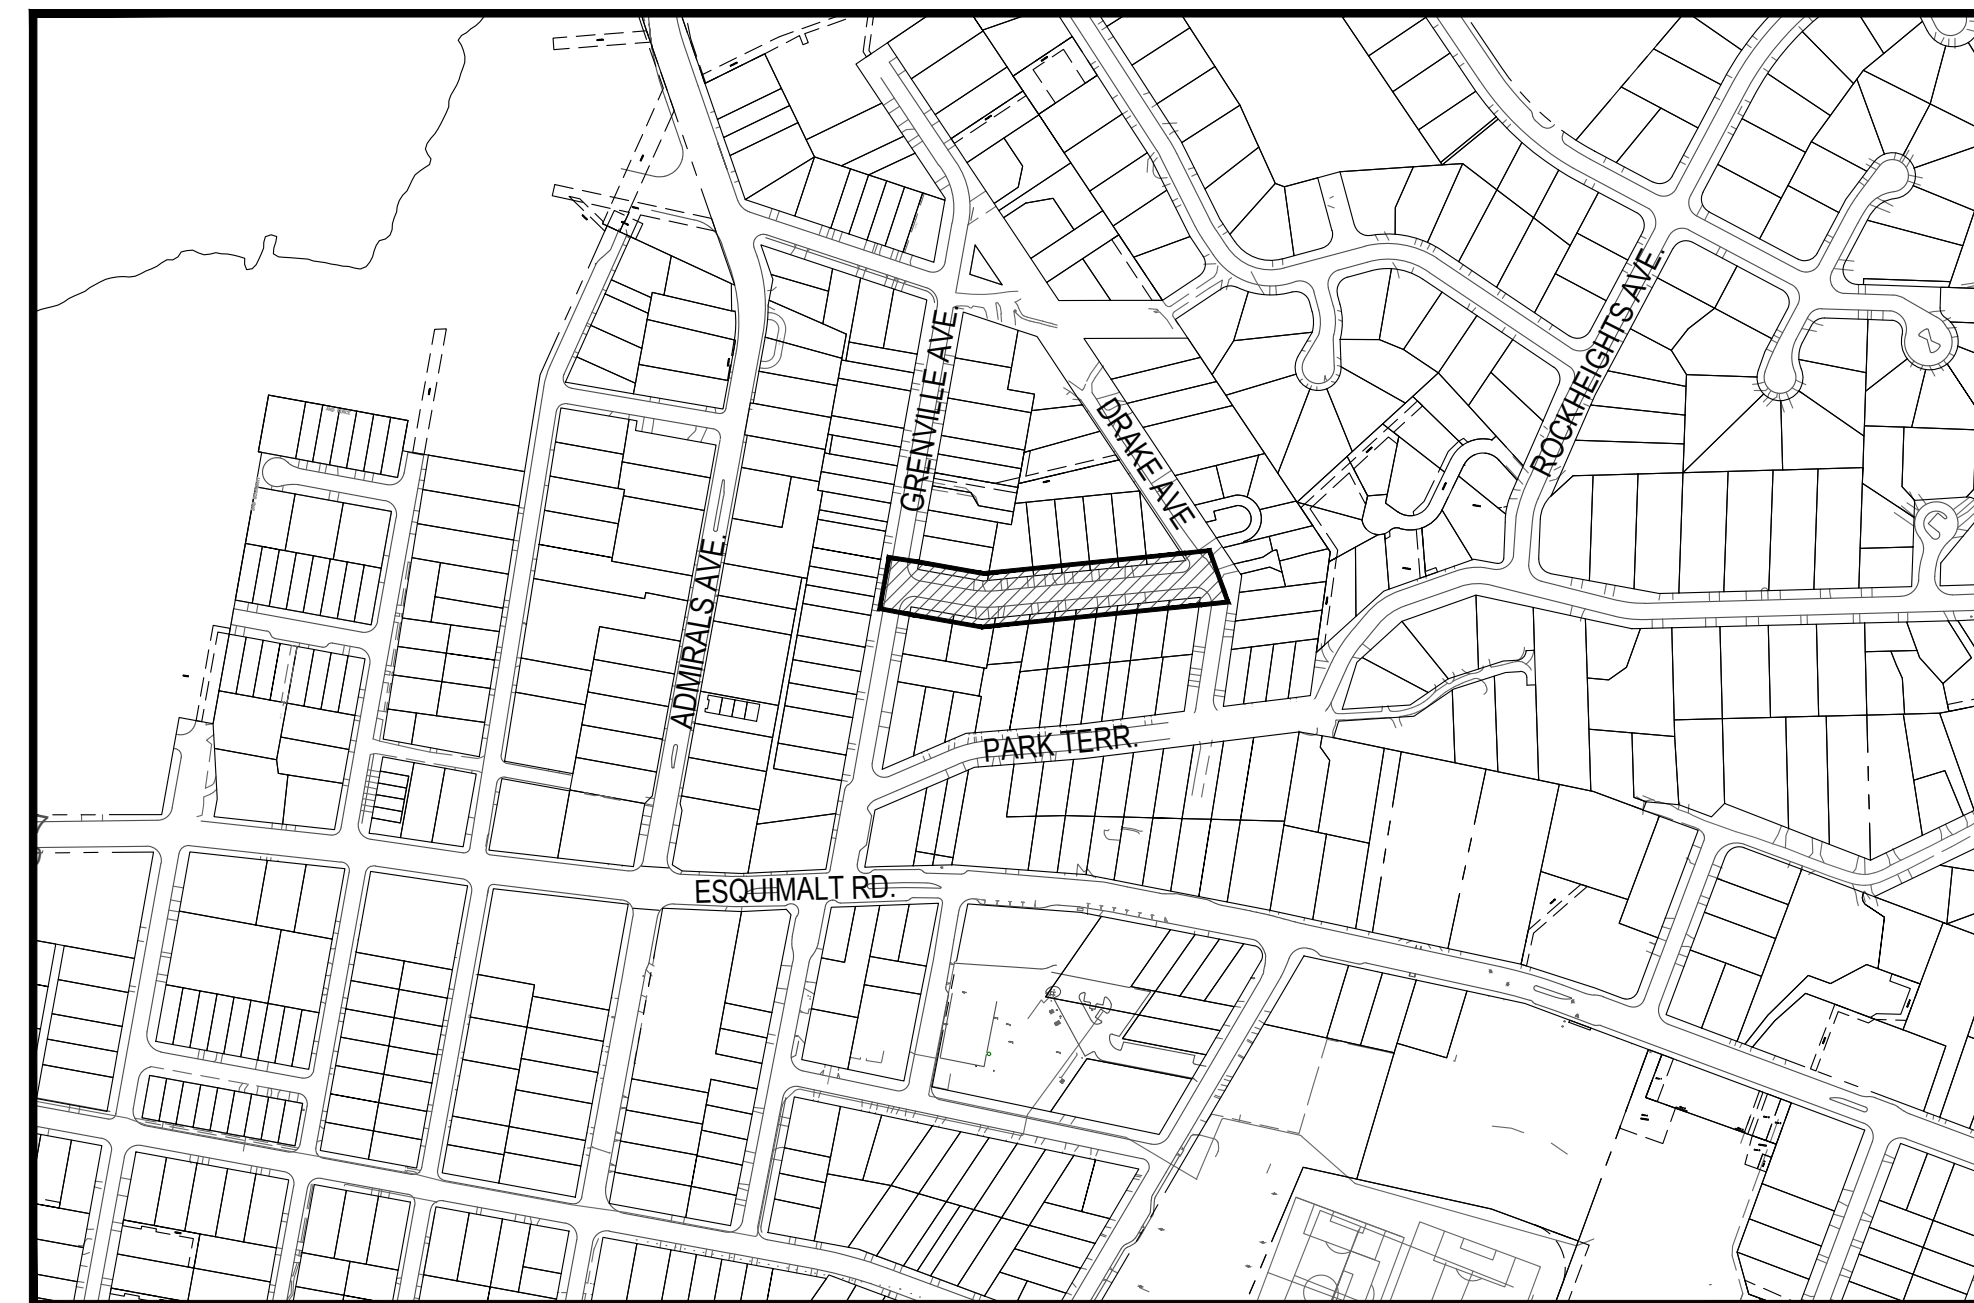 ROCKHEIGHTS AVE.
GRENVILLE AVE.
DRAKE AVE
ADMIRALS AVE.
PARK TERR.
ESQUIMALT RD.